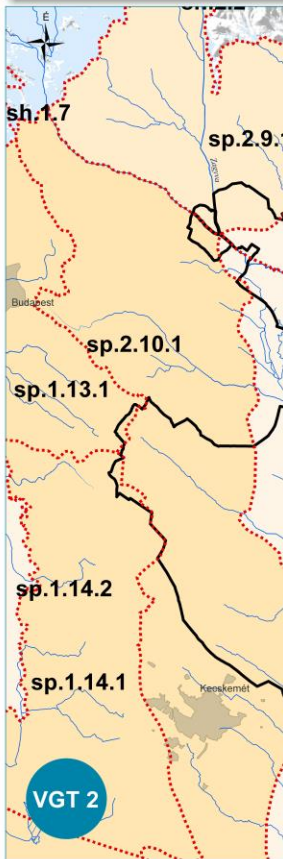 É
sh.1.7
sp.2.9.1
Zagyva
Budapest
sp.2.10.1
sp.1.13.1
sp.1.14.2
sp.1.14.1
Kecskemét
VGT 2